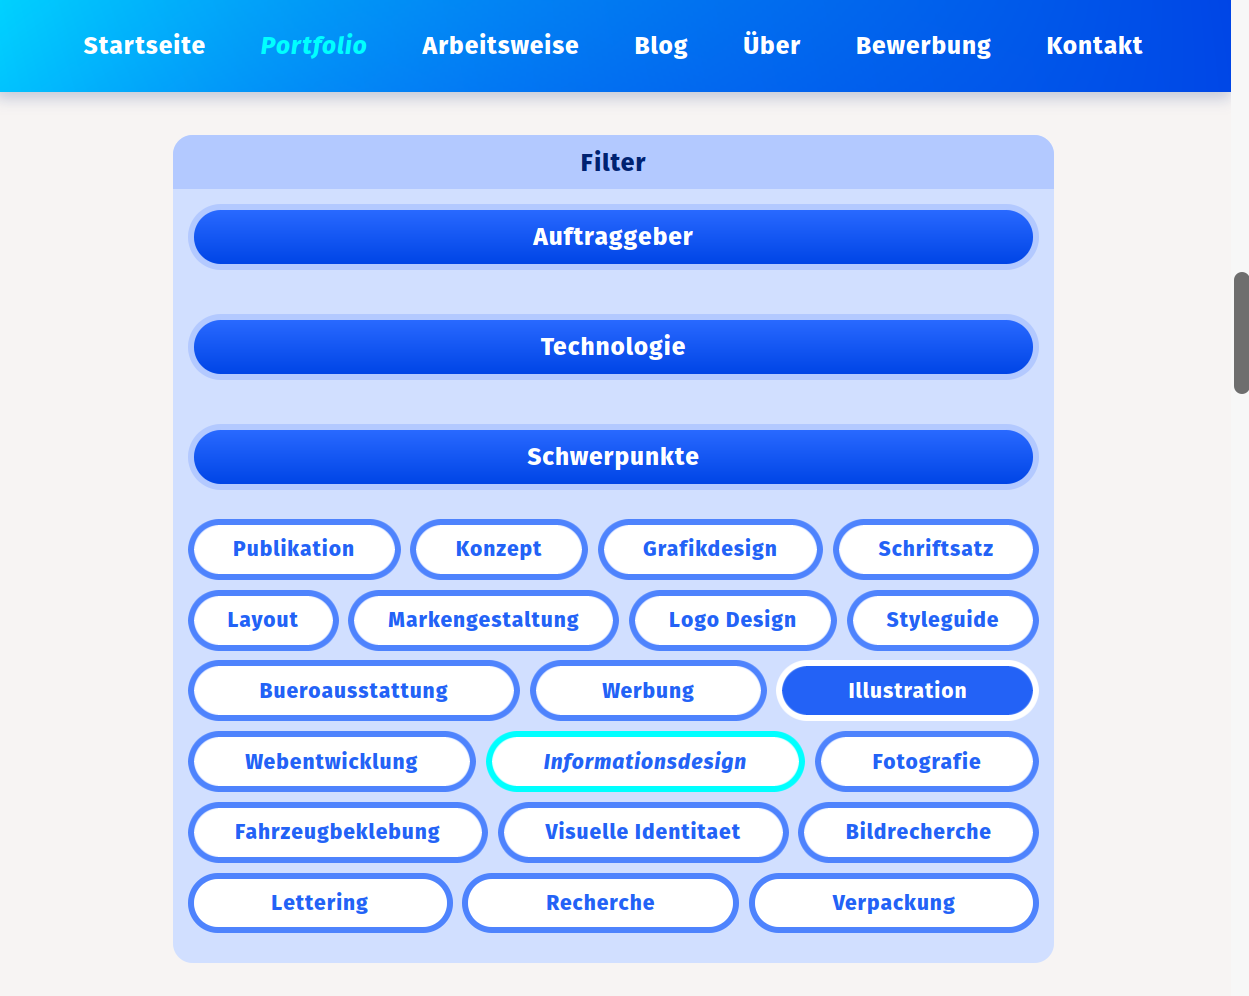 Startseite Portfolio Arbeitsweise Blog Über Bewerbung Kontakt
Filter
Auftraggeber
Technologie
Schwerpunkte
Publikation Konzept Grafikdesign Schriftsatz
Layout Markengestaltung Logo Design Styleguide
Bueroausstattung Werbung Illustration
Webentwicklung Informationsdesign Fotografie
Fahrzeugbeklebung Visuelle Identitaet Bildrecherche
Lettering Recherche Verpackung